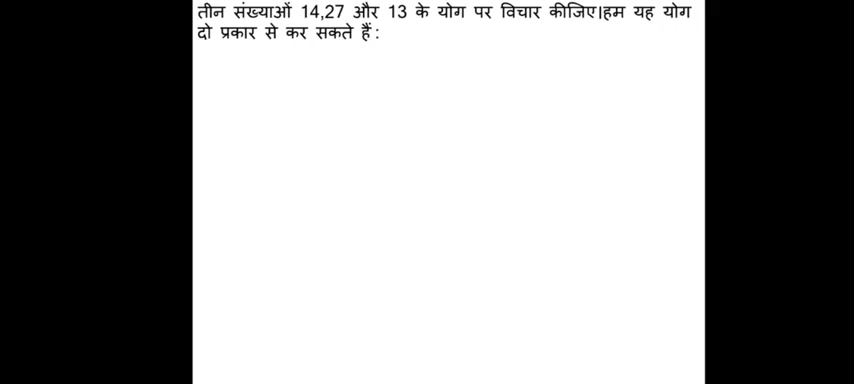 तीन संख्याओं 14,27 और 13 के योग पर विचार कीजिए।हम यह योग
दो प्रकार से कर सकते हैं :